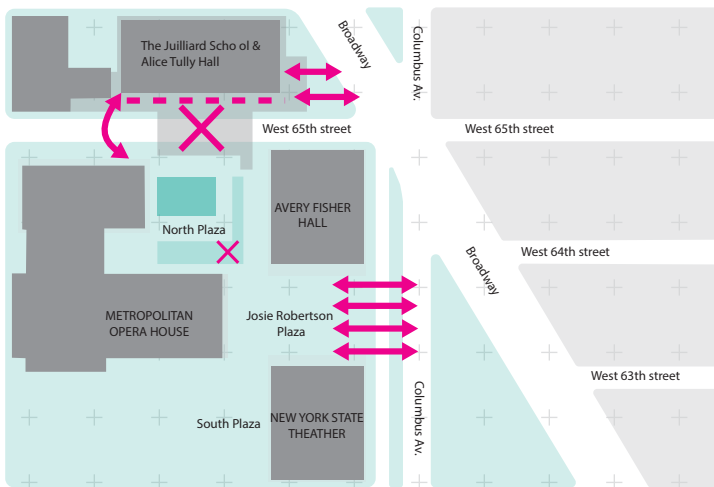 The Juilliard Scho ol &
Alice Tully Hall
Broadway
Columbus Av.
West 65th street
West 65th street
AVERY FISHER
HALL
North Plaza
West 64th street
Broadway
METROPOLITAN
OPERA HOUSE
Josie Robertson
Plaza
West 63th street
Columbus Av.
South Plaza
NEW YORK STATE
THEATHER